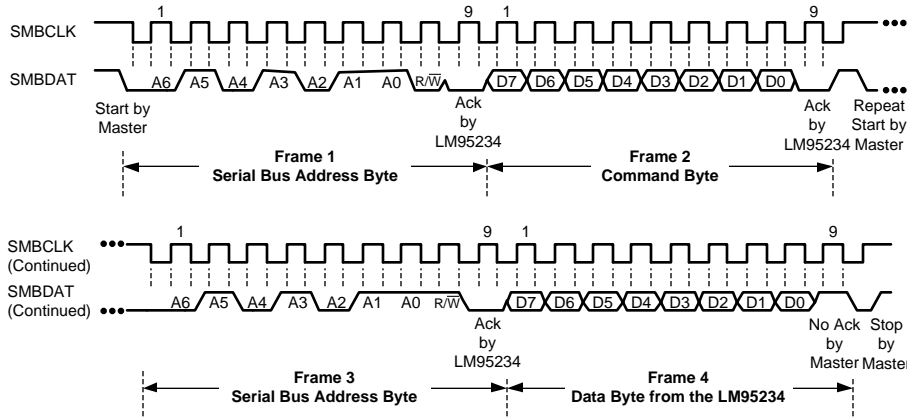 1 9 1 9
SMBCLK
SMBDAT
A6 A5 A4 A3 A2 A1 A0 R/W D7 D6 D5 D4 D3 D2 D1 D0
Start by
Master
Ack
by
LM95234
Ack
by
LM95234
Repeat
Start by
Master
Frame 1
Serial Bus Address Byte
Frame 2
Command Byte
1 9 1 9
SMBCLK
(Continued)
SMBDAT
(Continued)
A6 A5 A4 A3 A2 A1 A0 R/W D7 D6 D5 D4 D3 D2 D1 D0
Ack
by
LM95234
No Ack
by
Master
Stop
by
Master
Frame 3
Serial Bus Address Byte
Frame 4
Data Byte from the LM95234